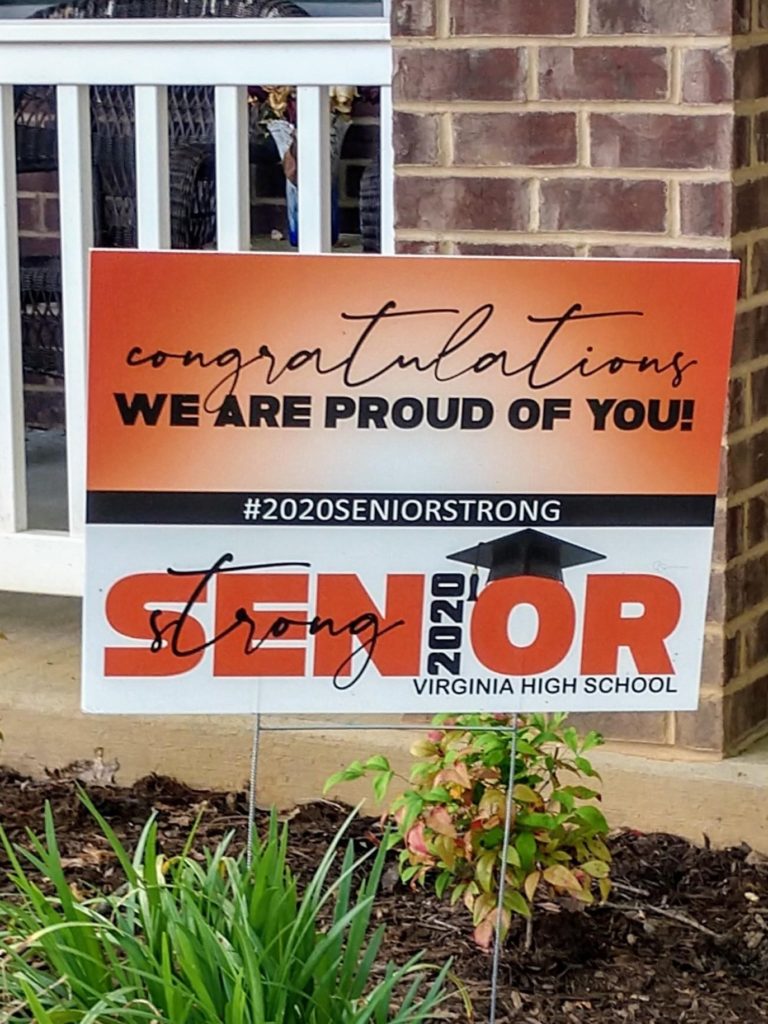 congratulations
WE ARE PROUD OF YOU!
#2020SENIORSTRONG
SENIOR
strong
2020
VIRGINIA HIGH SCHOOL